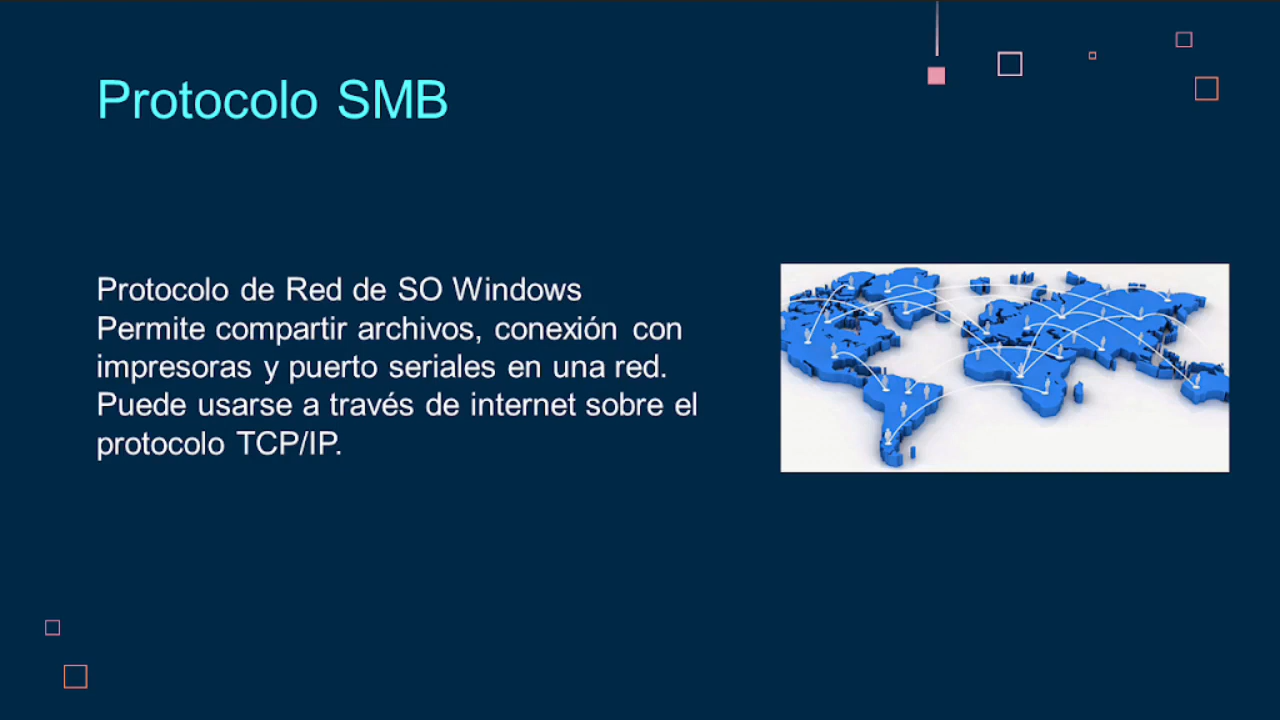 Protocolo SMB
Protocolo de Red de SO Windows
Permite compartir archivos, conexión con
impresoras y puerto seriales en una red.
Puede usarse a través de internet sobre el
protocolo TCP/IP.